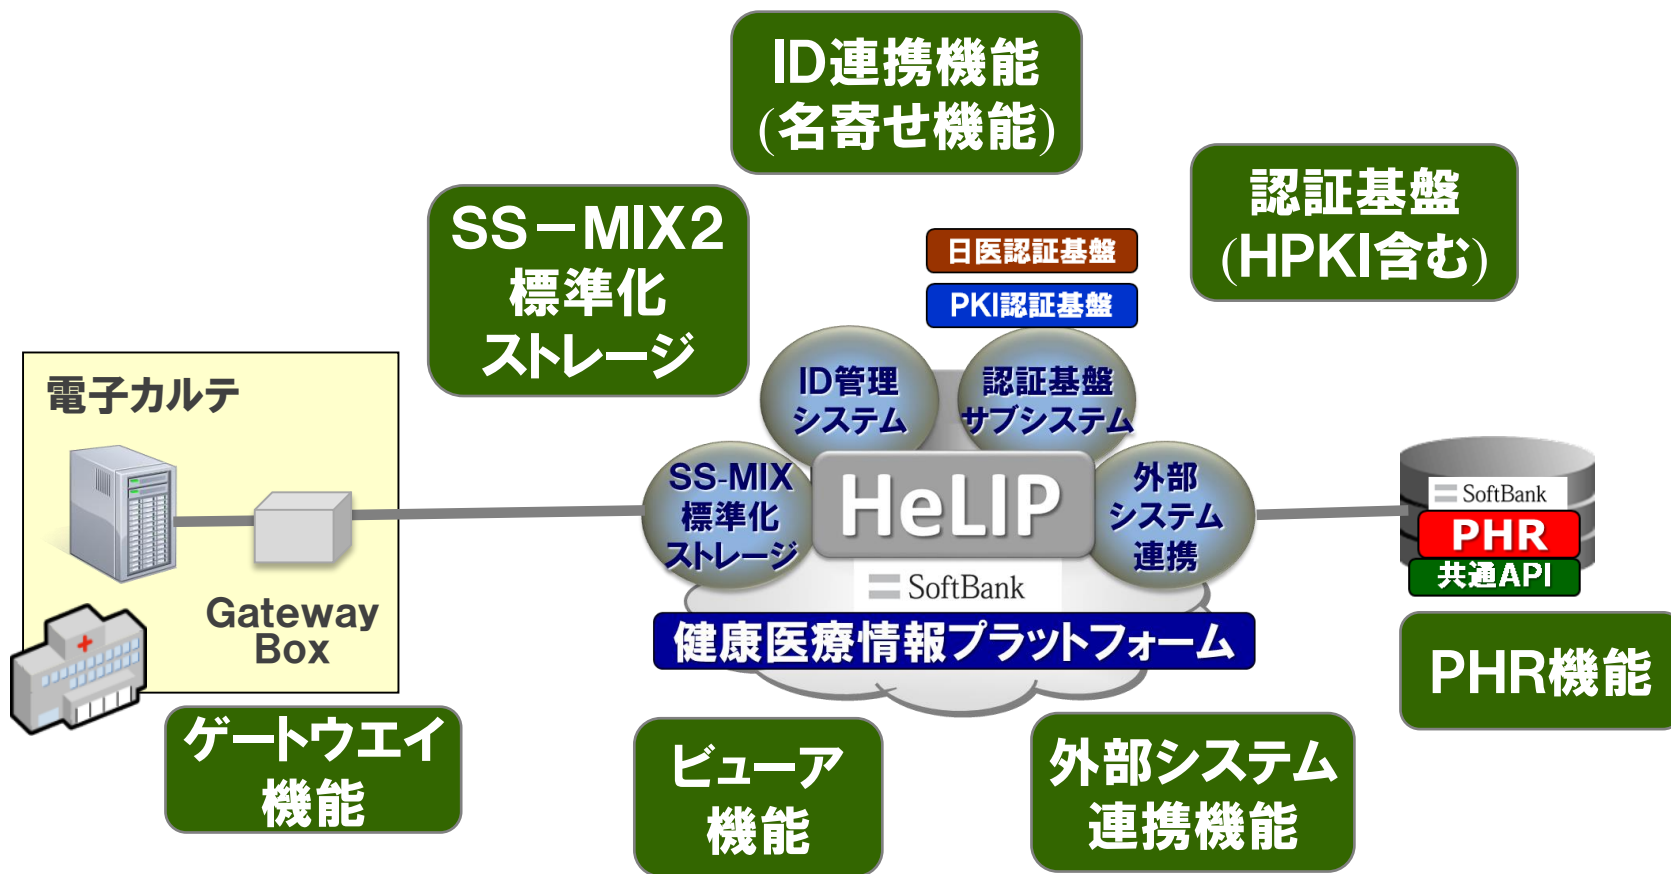 ID連携機能
(名寄せ機能)
認証基盤
(HPKI含む)
SS－MIX2
標準化
ストレージ
日医認証基盤
PKI認証基盤
電子カルテ
ID管理
システム
認証基盤
サブシステム
SS-MIX
標準化
ストレージ
HeLIP
外部
システム
連携
SoftBank
SoftBank
PHR
共通API
Gateway
Box
健康医療情報プラットフォーム
PHR機能
ゲートウエイ
機能
ビューア
機能
外部システム
連携機能